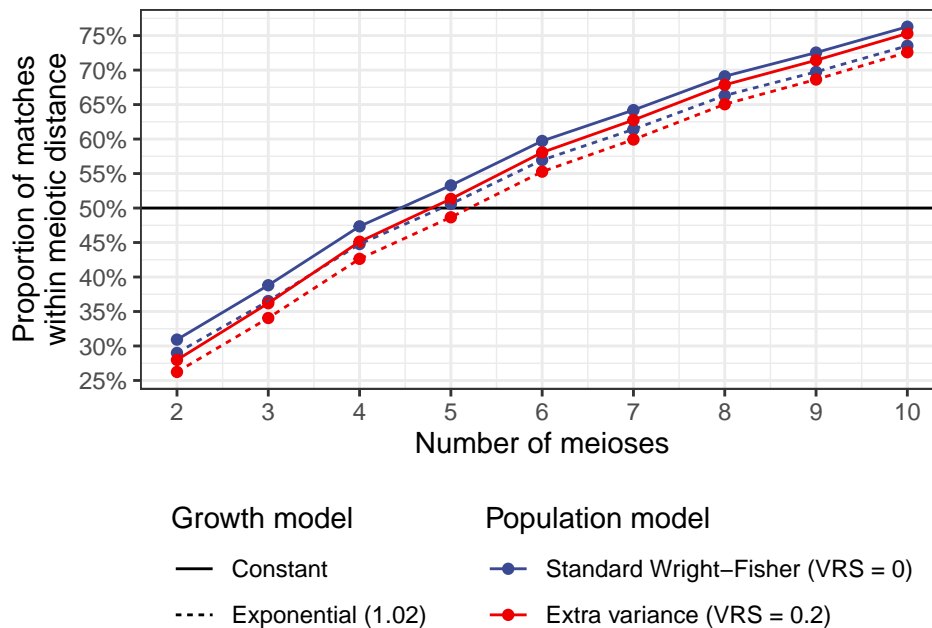 Proportion of matches
within meiotic distance
75%
70%
65%
60%
55%
50%
45%
40%
35%
30%
25%
2 3 4 5 6 7 8 9 10
Number of meioses
Growth model
Constant
Exponential (1.02)
Population model
Standard Wright−Fisher (VRS = 0)
Extra variance (VRS = 0.2)